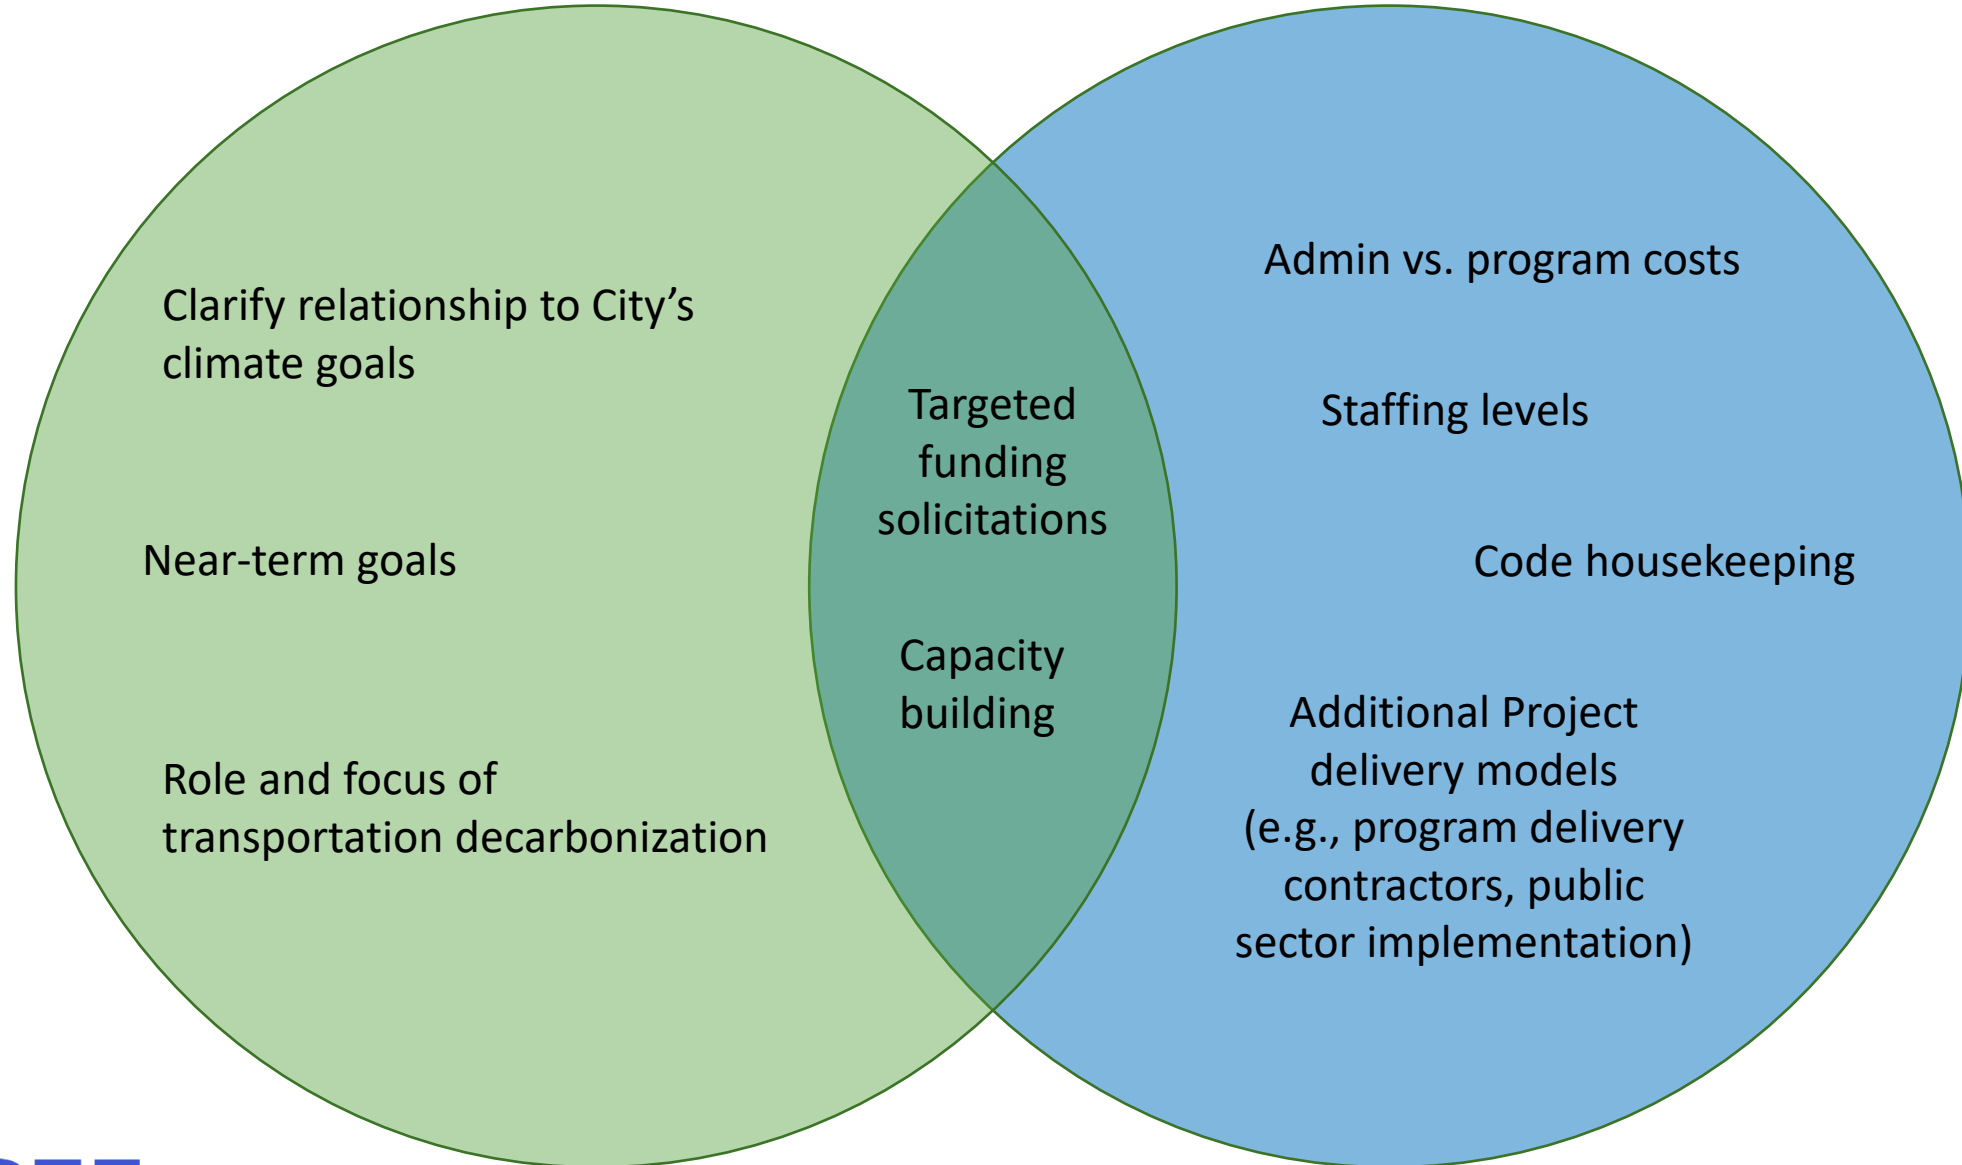 Clarify relationship to City’s
climate goals
Near-term goals
Role and focus of
transportation decarbonization
Targeted
funding
solicitations
Capacity
building
Admin vs. program costs
Staffing levels
Code housekeeping
Additional Project
delivery models
(e.g., program delivery
contractors, public
sector implementation)